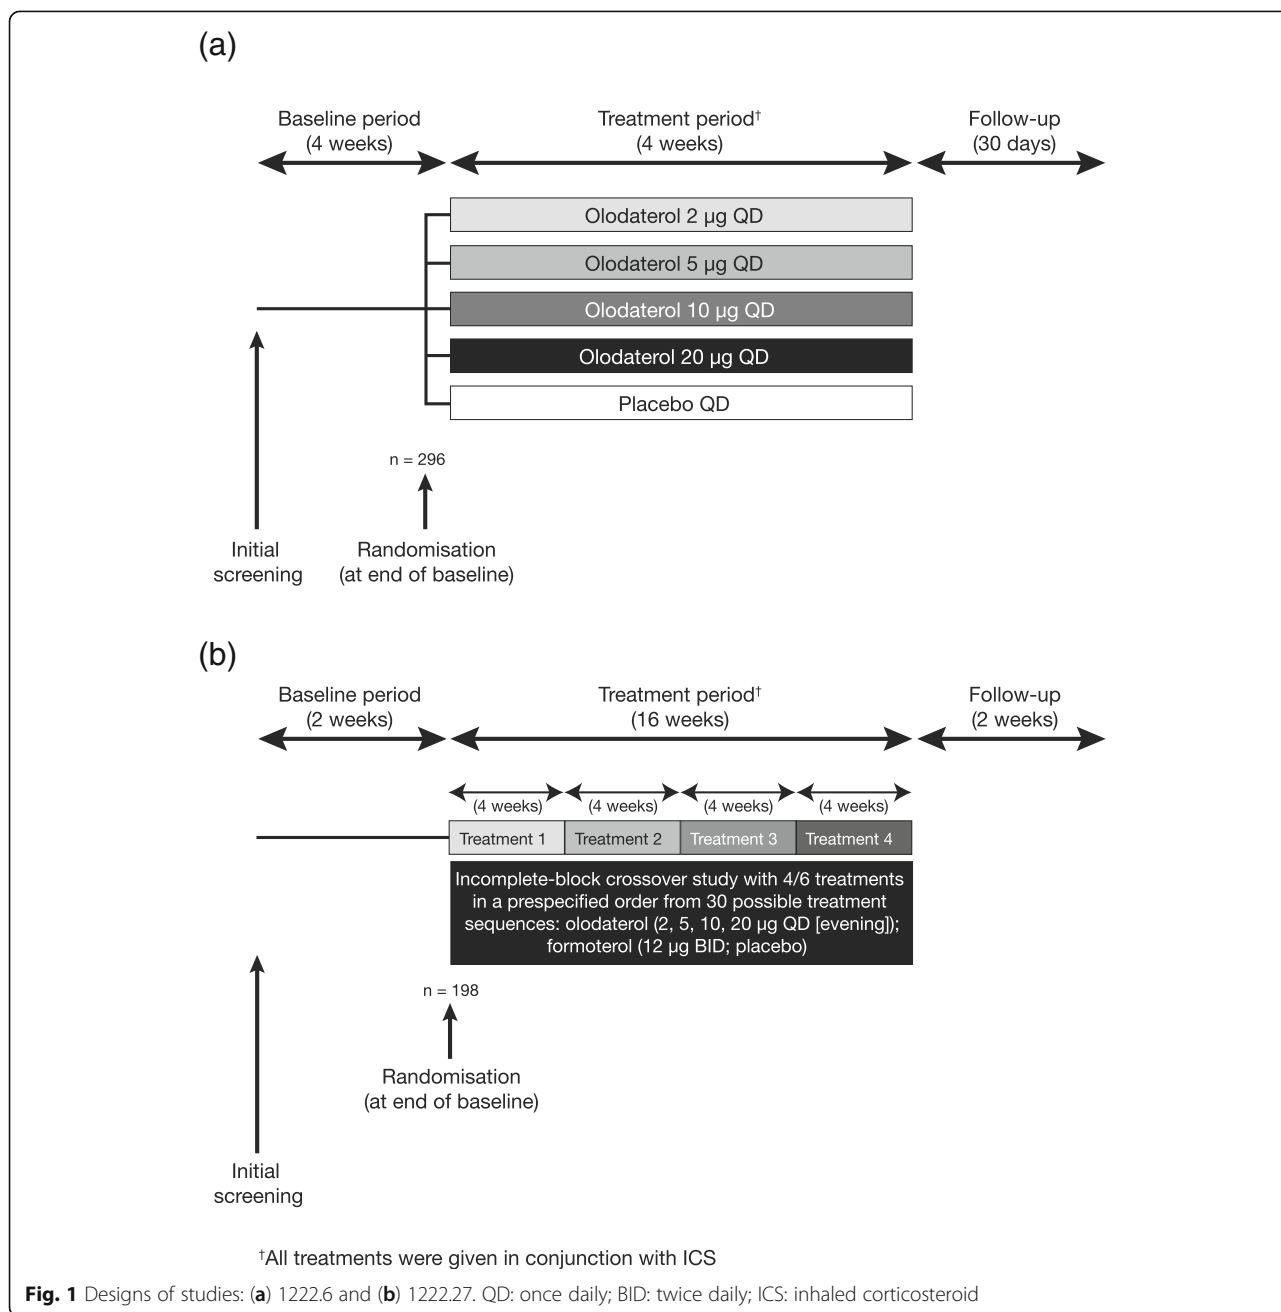 (a)
Baseline period
(4 weeks)
Treatment period†
(4 weeks)
Follow-up
(30 days)
Olodaterol 2 µg QD
Olodaterol 5 µg QD
Olodaterol 10 µg QD
Olodaterol 20 µg QD
Placebo QD
n = 296
Initial
screening
Randomisation
(at end of baseline)
(b)
Baseline period
(2 weeks)
Treatment period†
(16 weeks)
Follow-up
(2 weeks)
(4 weeks) (4 weeks) (4 weeks) (4 weeks)
Treatment 1 Treatment 2 Treatment 3 Treatment 4
Incomplete-block crossover study with 4/6 treatments
in a prespecified order from 30 possible treatment
sequences: olodaterol (2, 5, 10, 20 µg QD [evening]);
formoterol (12 µg BID; placebo)
n = 198
Randomisation
(at end of baseline)
Initial
screening
†All treatments were given in conjunction with ICS
Fig. 1 Designs of studies: (a) 1222.6 and (b) 1222.27. QD: once daily; BID: twice daily; ICS: inhaled corticosteroid